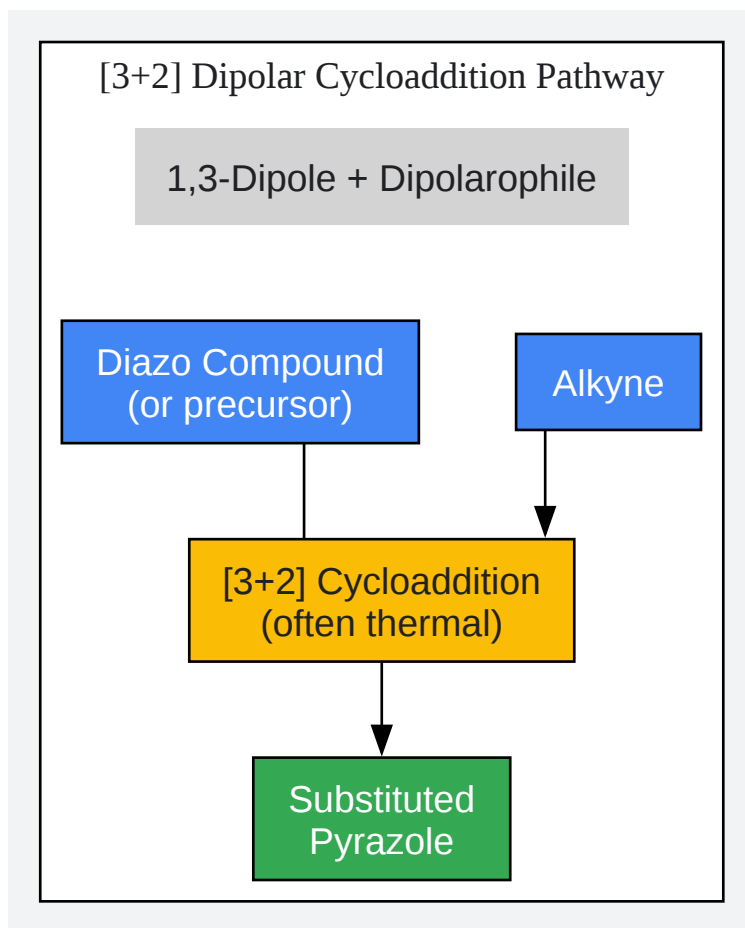 [3+2] Dipolar Cycloaddition Pathway
1,3-Dipole + Dipolarophile
Diazo Compound
(or precursor)
Alkyne
[3+2] Cycloaddition
(often thermal)
Substituted
Pyrazole